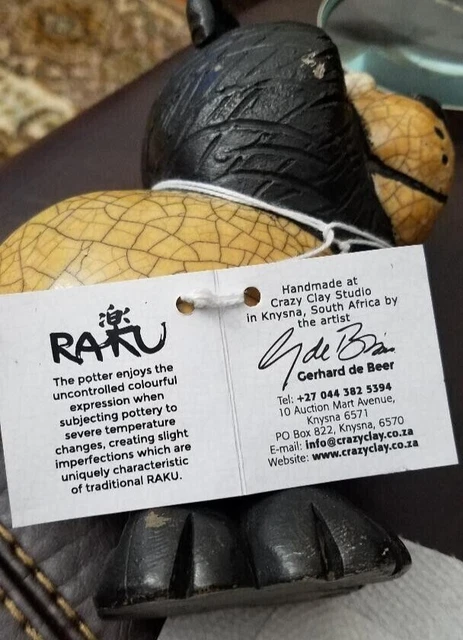 楽
RAKU
The potter enjoys the
uncontrolled colourful
expression when
subjecting pottery to
severe temperature
changes, creating slight
imperfections which are
uniquely characteristic
of traditional RAKU.
Handmade at
Crazy Clay Studio
in Knysna, South Africa by
the artist
G de Beer
Gerhard de Beer
Tel: +27 044 382 5394
10 Auction Mart Avenue,
Knysna 6571
PO Box 822, Knysna, 6570
E-mail: info@crazyclay.co.za
Website: www.crazyclay.co.za